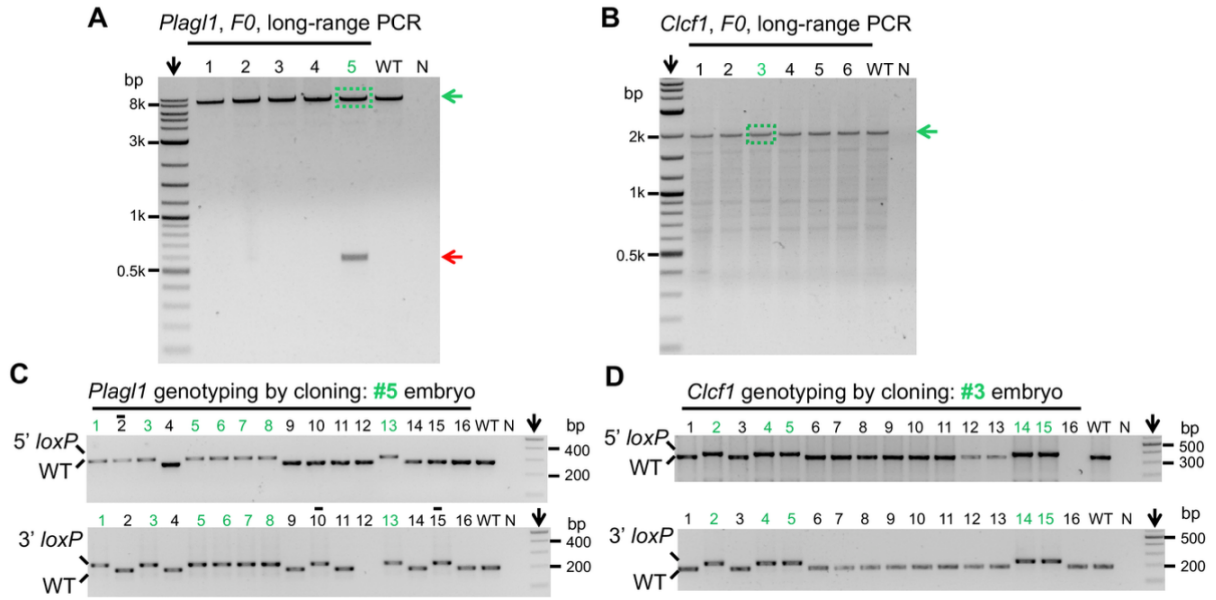 A
Plagl1, F0, long-range PCR
bp
1 2 3 4 5 WT N
8k
3k
1k
0.5k
B
Clcf1, F0, long-range PCR
bp
1 2 3 4 5 6 WT N
2k
1k
0.5k
C
Plagl1 genotyping by cloning: #5 embryo
1 2 3 4 5 6 7 8 9 10 11 12 13 14 15 16 WT N
bp
5' loxP
WT
400
200
1 2 3 4 5 6 7 8 9 10 11 12 13 14 15 16 WT N
bp
3' loxP
WT
400
200
D
Clcf1 genotyping by cloning: #3 embryo
1 2 3 4 5 6 7 8 9 10 11 12 13 14 15 16 WT N
bp
5' loxP
WT
500
300
1 2 3 4 5 6 7 8 9 10 11 12 13 14 15 16 WT N
bp
3' loxP
WT
500
200